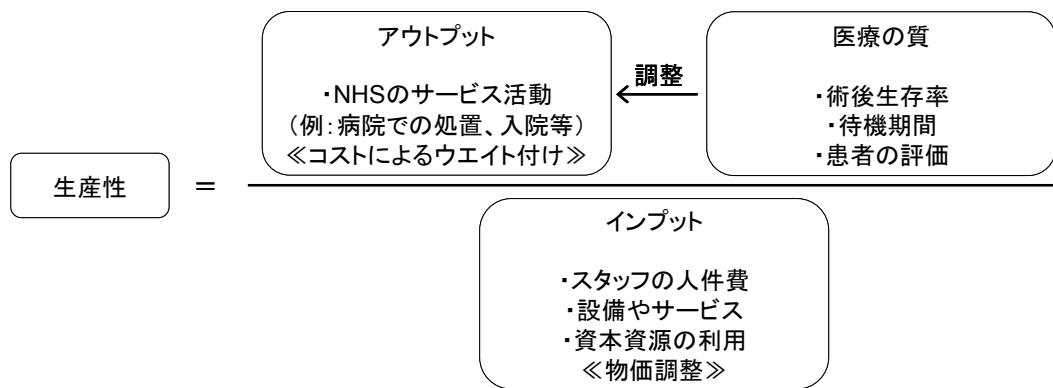 アウトプット
・NHSのサービス活動
（例：病院での処置、入院等）
≪コストによるウエイト付け≫
調整
医療の質
・術後生存率
・待機期間
・患者の評価
生産性
＝
インプット
・スタッフの人件費
・設備やサービス
・資本資源の利用
≪物価調整≫